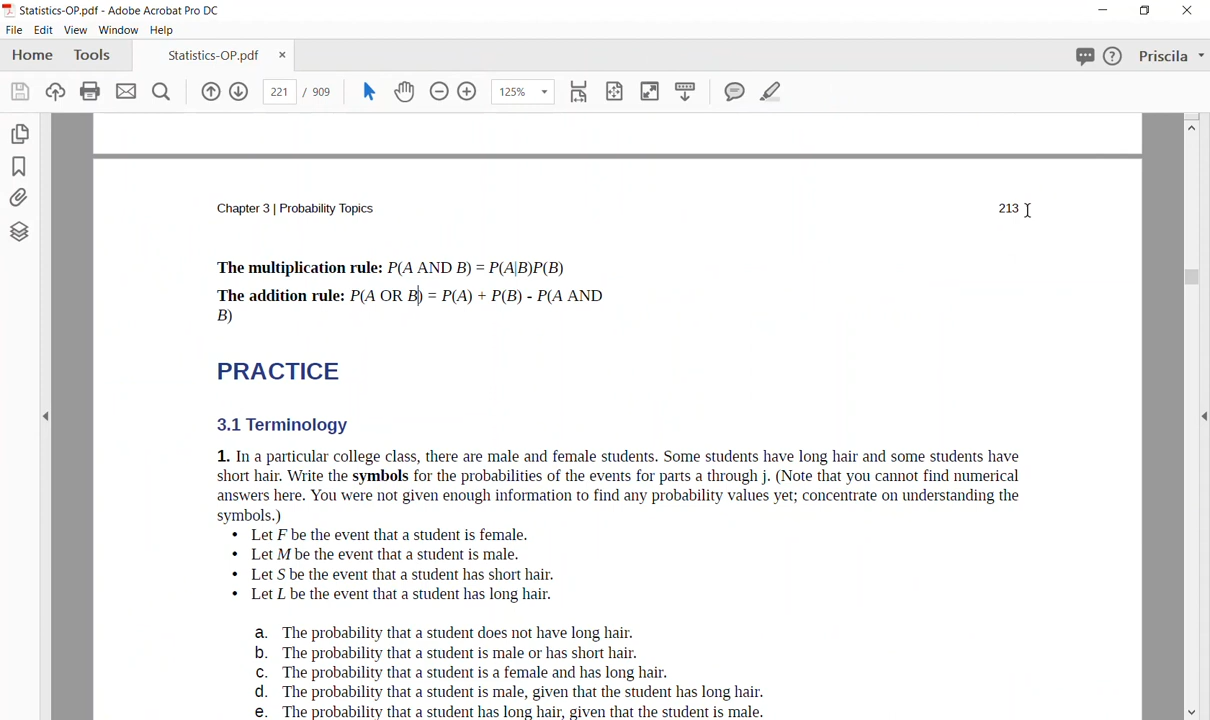 Statistics-OP.pdf - Adobe Acrobat Pro DC
File Edit View Window Help
Home Tools Statistics-OP.pdf × Priscila
221 / 909 125%
Chapter 3 | Probability Topics 213
The multiplication rule: P(A AND B) = P(A|B)P(B)
The addition rule: P(A OR B) = P(A) + P(B) - P(A AND
B)
PRACTICE
3.1 Terminology
1. In a particular college class, there are male and female students. Some students have long hair and some students have
short hair. Write the symbols for the probabilities of the events for parts a through j. (Note that you cannot find numerical
answers here. You were not given enough information to find any probability values yet; concentrate on understanding the
symbols.)
• Let F be the event that a student is female.
• Let M be the event that a student is male.
• Let S be the event that a student has short hair.
• Let L be the event that a student has long hair.
a. The probability that a student does not have long hair.
b. The probability that a student is male or has short hair.
c. The probability that a student is a female and has long hair.
d. The probability that a student is male, given that the student has long hair.
e. The probability that a student has long hair, given that the student is male.